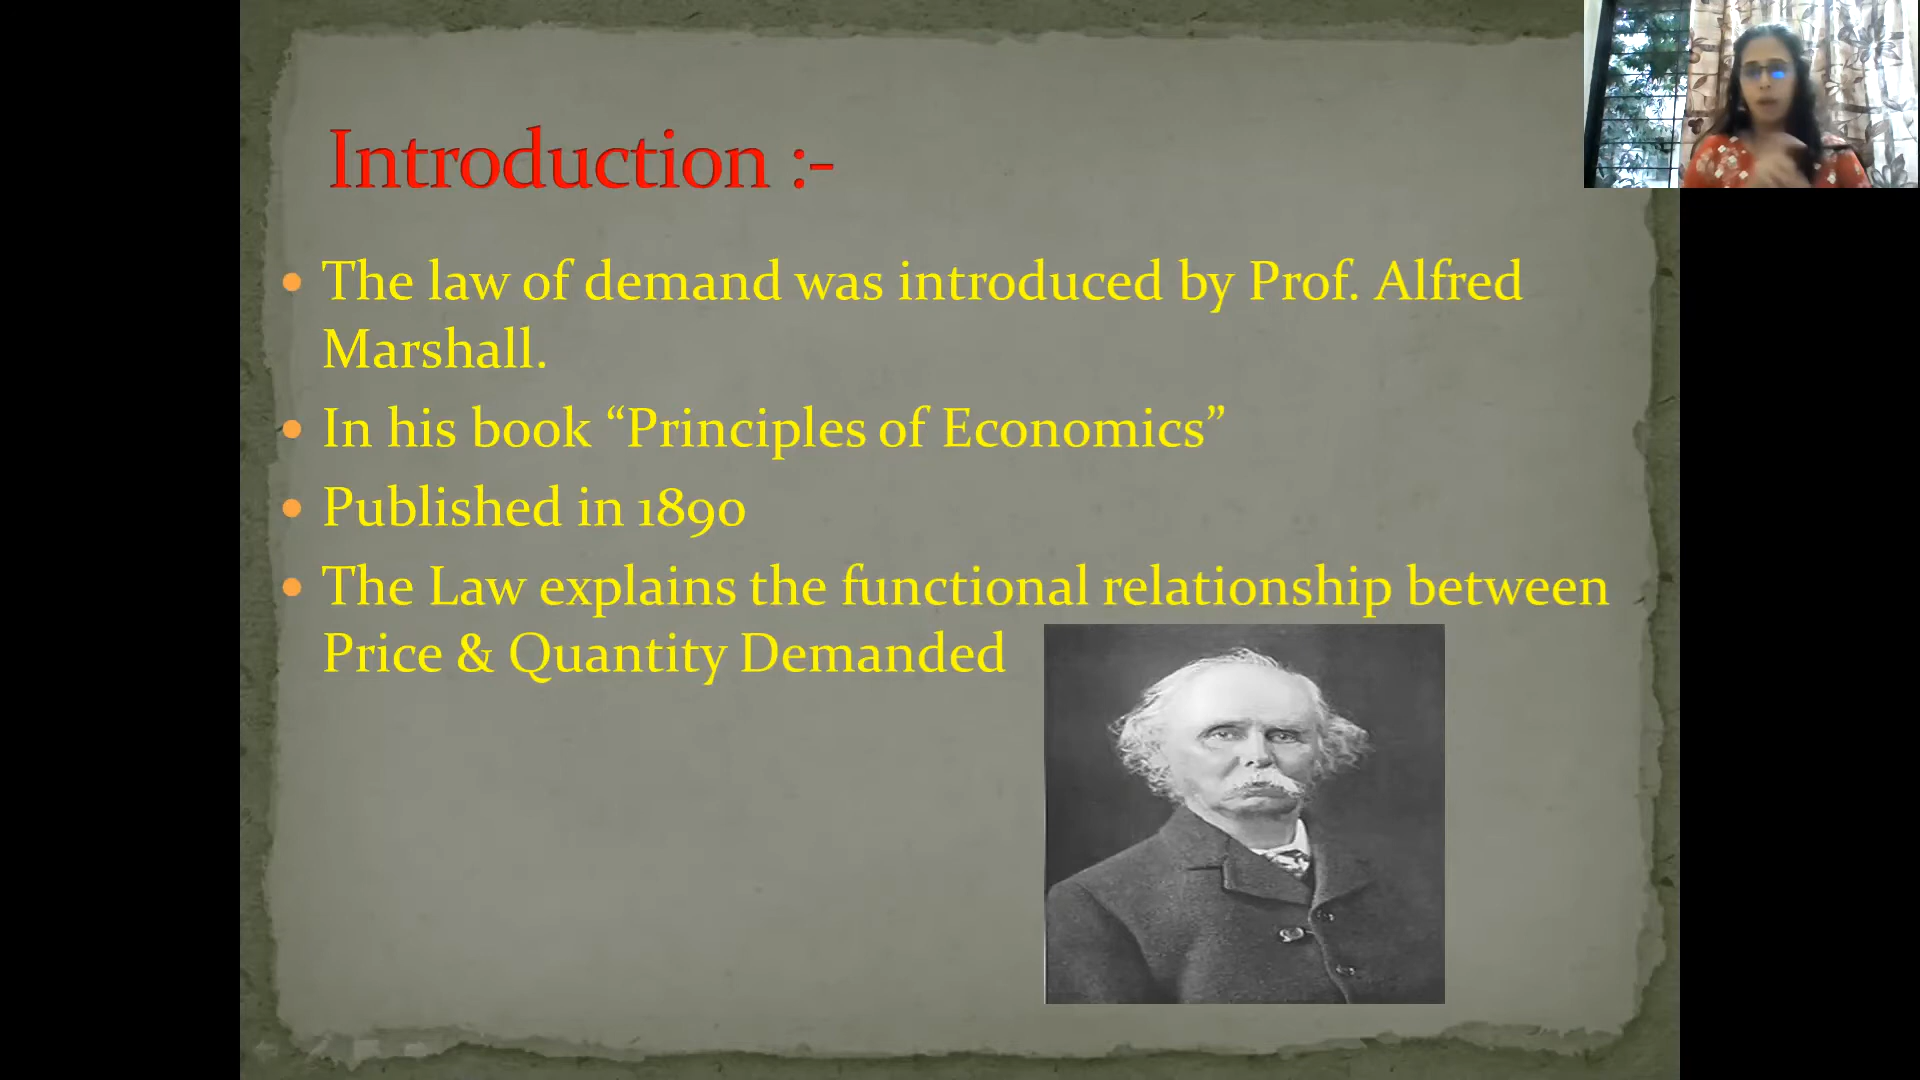 Introduction :-
• The law of demand was introduced by Prof. Alfred
Marshall.
• In his book “Principles of Economics”
• Published in 1890
• The Law explains the functional relationship between
Price & Quantity Demanded